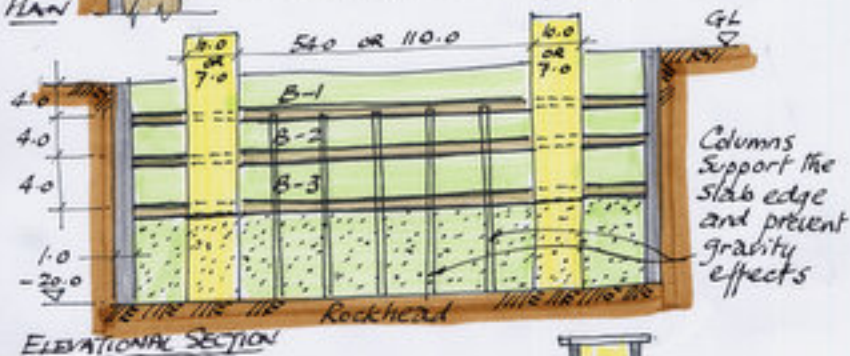 PLAN
GL
10.0
OR
7.0
54.0 OR 110.0
10.0
OR
7.0
4.0
B-1
4.0
B-2
4.0
B-3
1.0
-20.0
Columns
Support the
slab edge
and prevent
gravity
effects
Rockhead
ELEVATIONAL SECTION